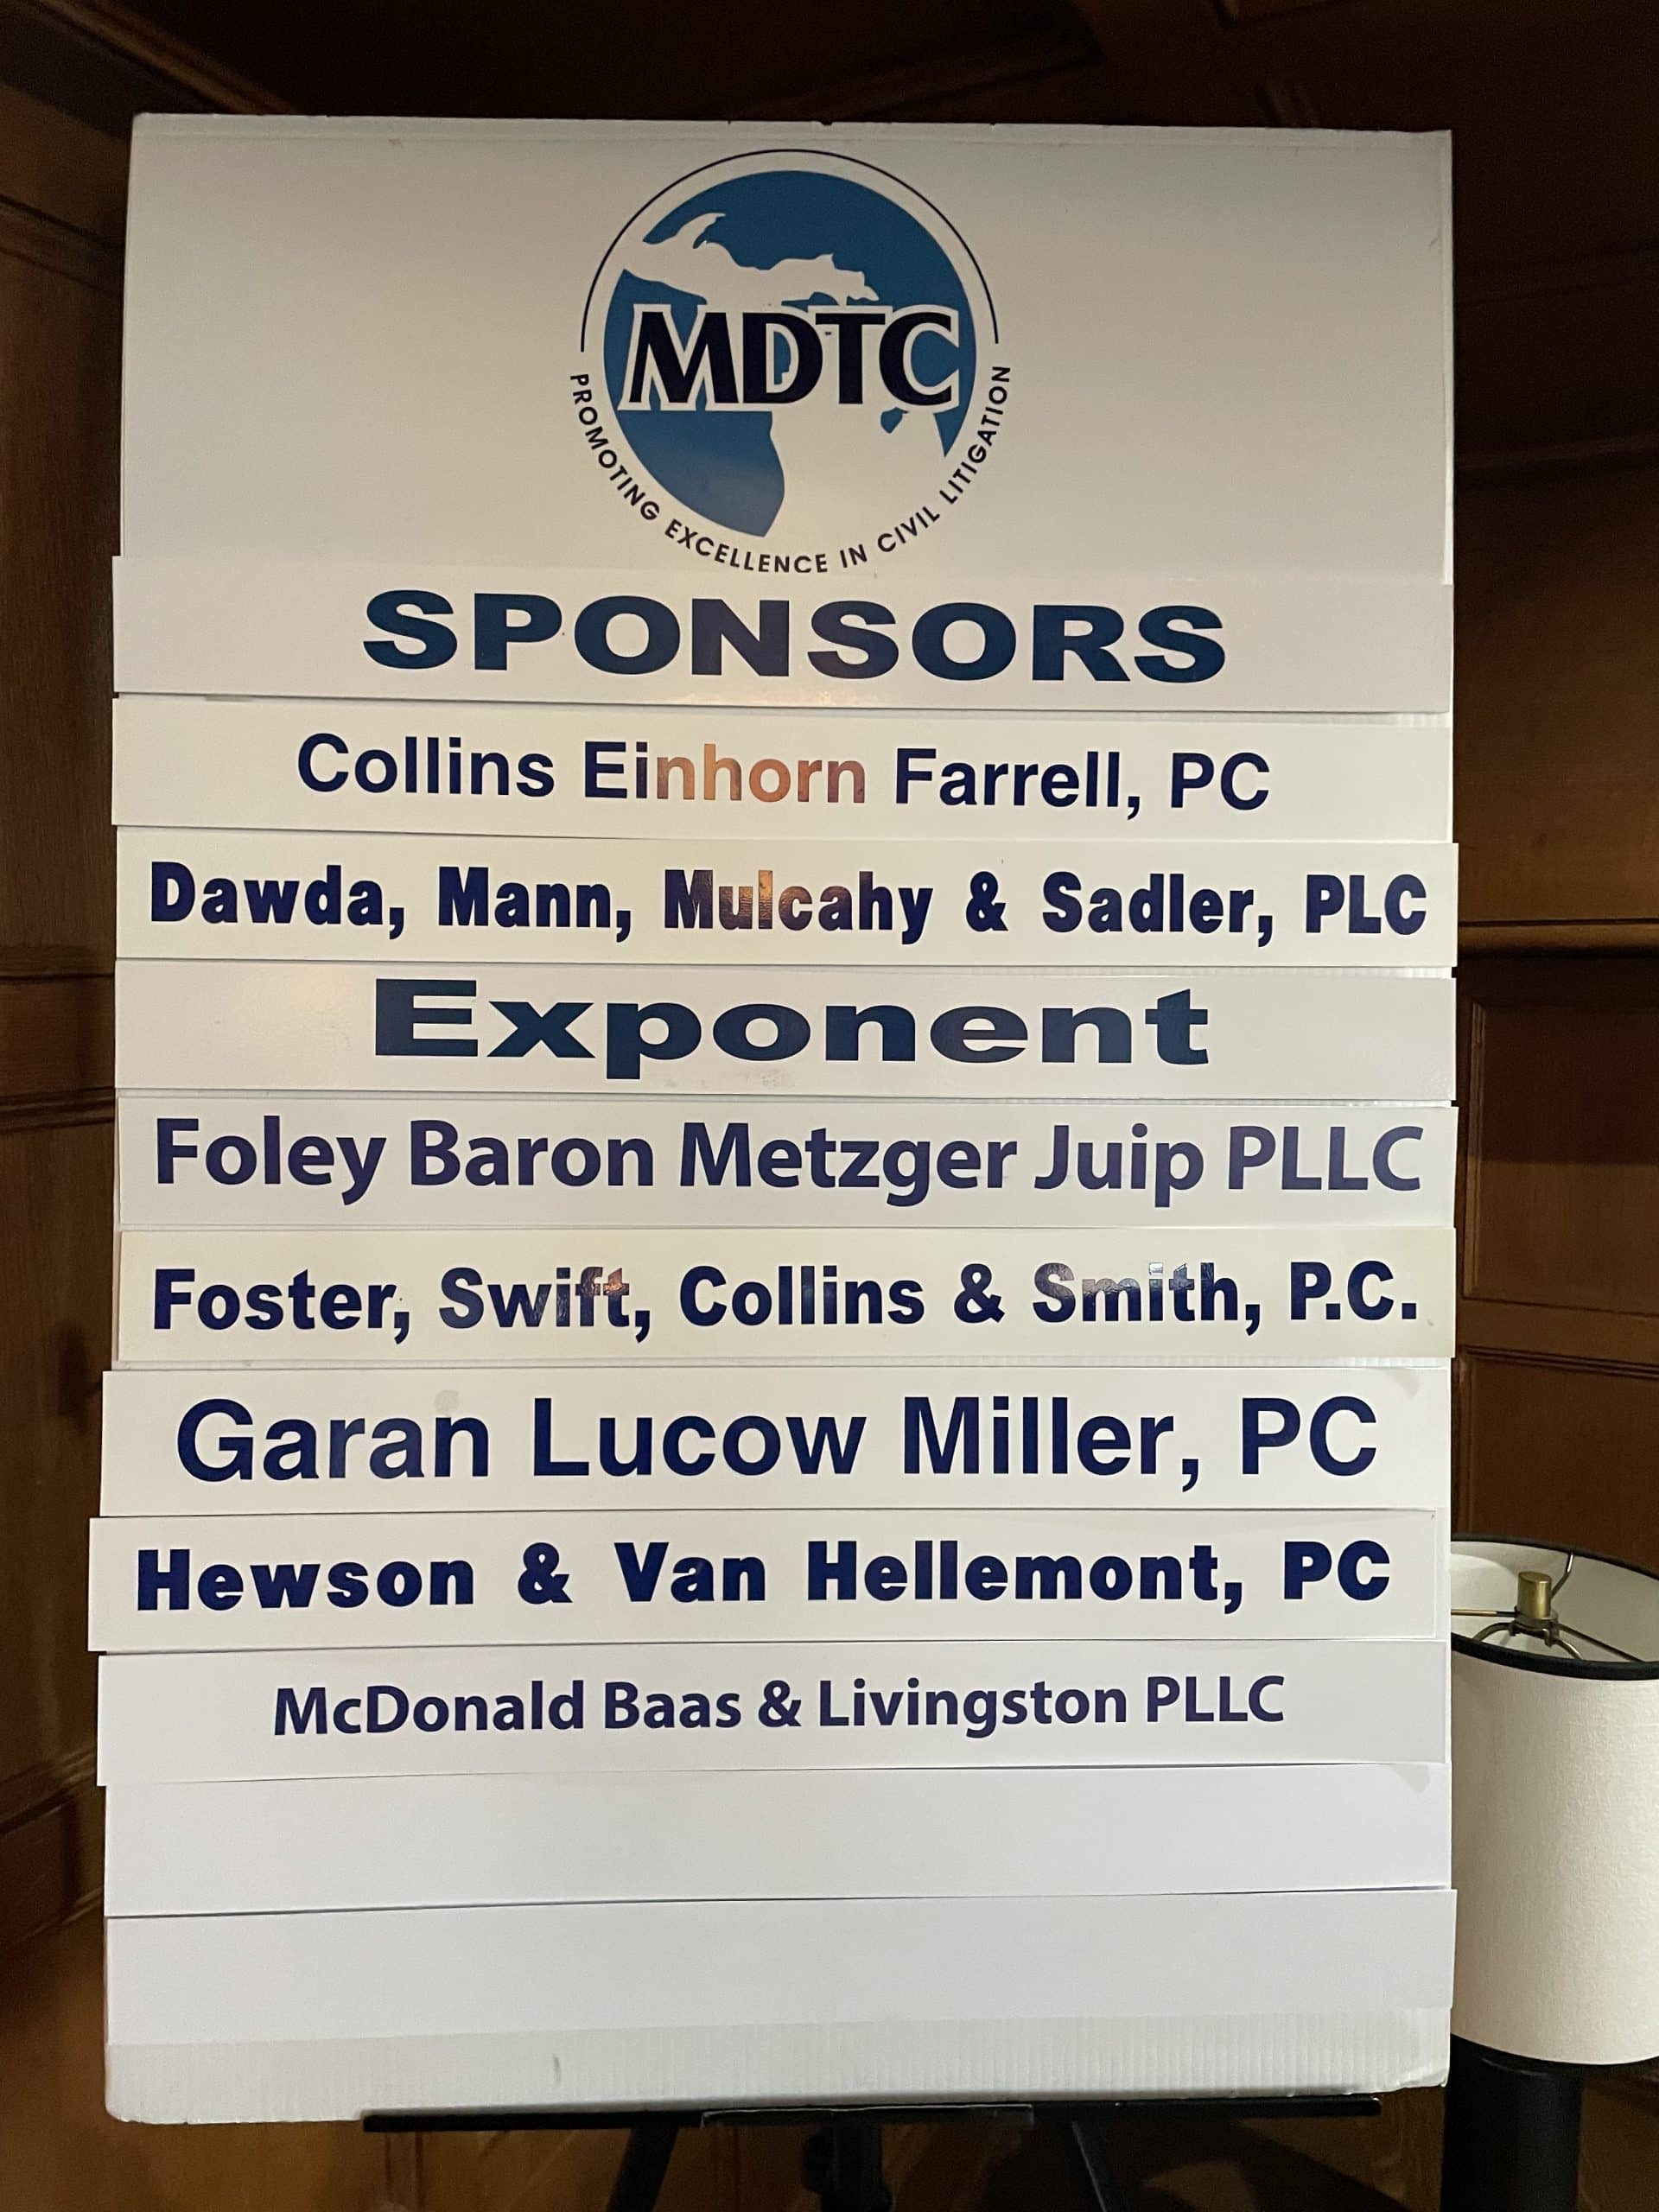 MDTC
PROMOTING EXCELLENCE IN CIVIL LITIGATION
SPONSORS
Collins Einhorn Farrell, PC
Dawda, Mann, Mulcahy & Sadler, PLC
Exponent
Foley Baron Metzger Juip PLLC
Foster, Swift, Collins & Smith, P.C.
Garan Lucow Miller, PC
Hewson & Van Hellemont, PC
McDonald Baas & Livingston PLLC